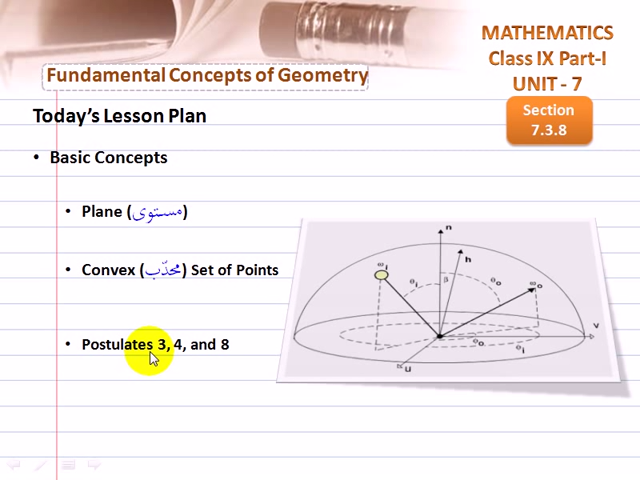 MATHEMATICS
Class IX Part-I
UNIT - 7
Section
7.3.8
Fundamental Concepts of Geometry
Today's Lesson Plan
• Basic Concepts
• Plane (مستوی)
• Convex (محدّب) Set of Points
• Postulates 3, 4, and 8
n
h
ω i
θ i
β
θ o
ω o
v
ϕ o
ϕ i
u